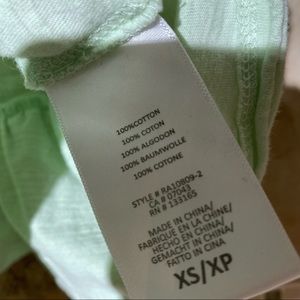 100%COTTON
100% COTON
100% ALGODON
100% BAUMWOLLE
100% COTONE
STYLE # RA10809-2
CA # 07043
RN # 133165
MADE IN CHINA/
FABRIQUE EN LA CHINE/
HECHO EN CHINA/
GEMACHT IN CHINA/
FATTO IN CINA
XS/XP